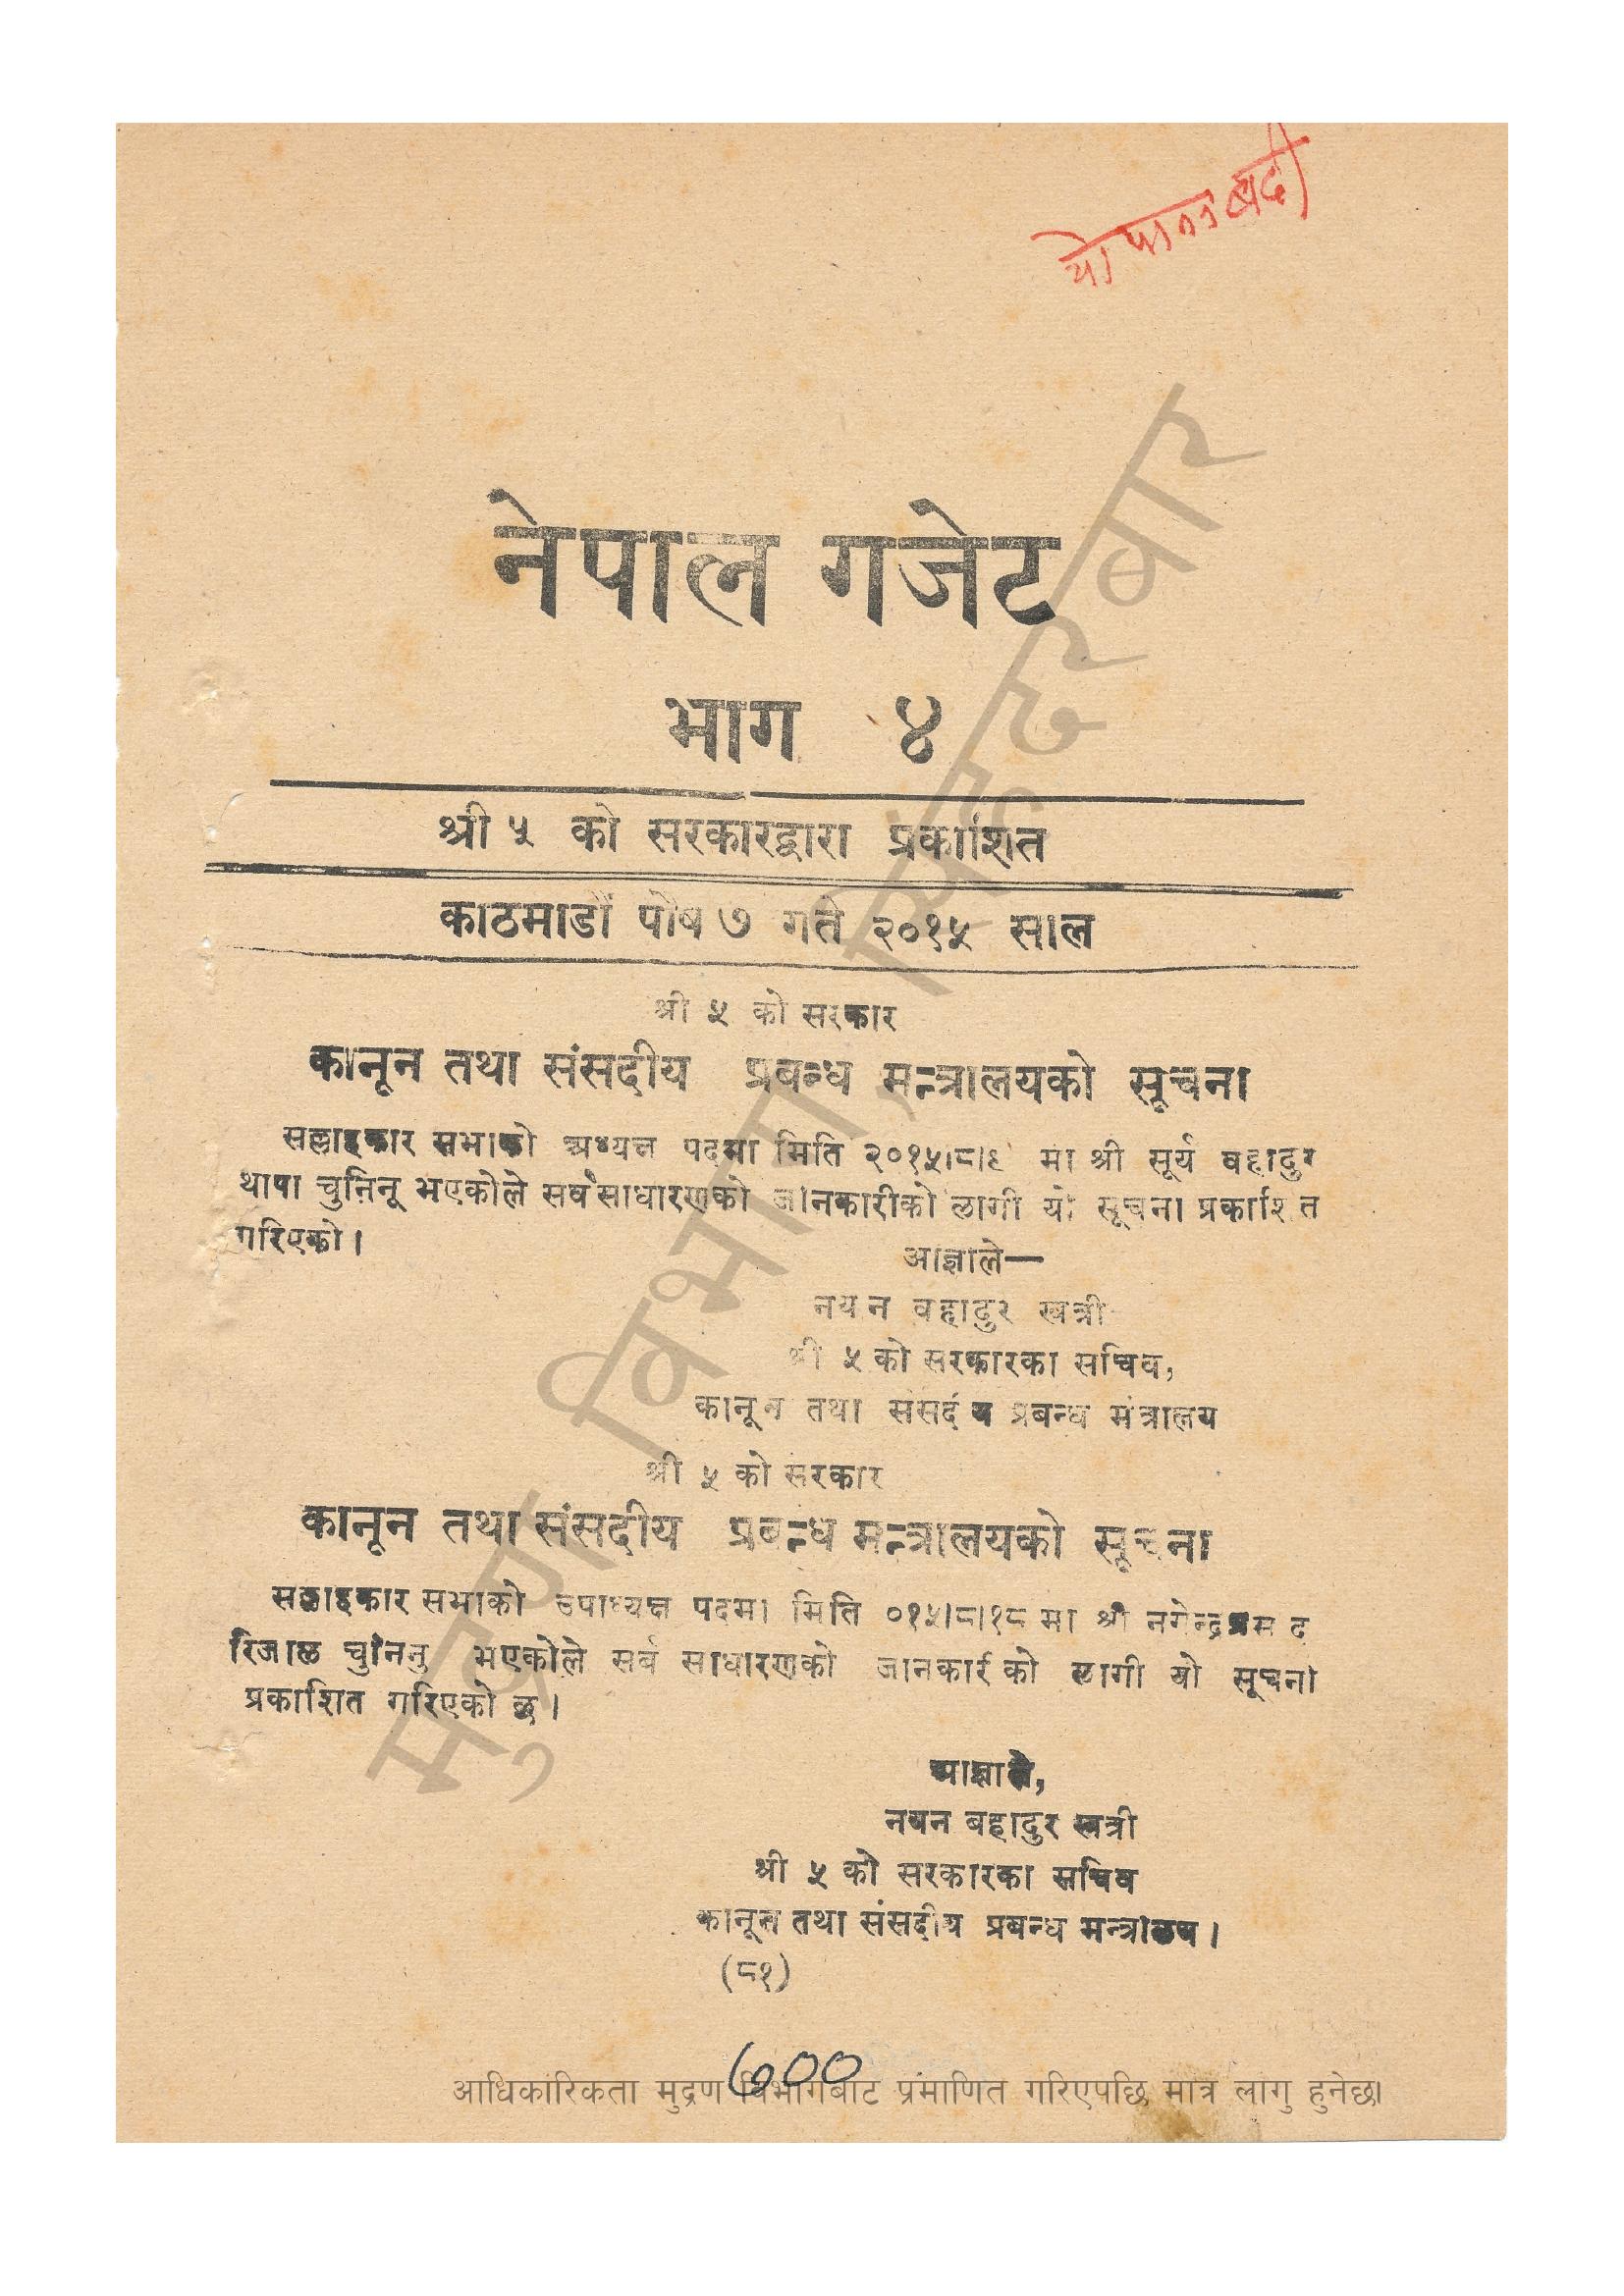 नेपाल गजेट
भाग ४
श्री ५ को सरकारद्वारा प्रकाशित
काठमाडौं पौष ७ गते २०१५ साल
श्री ५ को सरकार
कानून तथा संसदीय प्रबन्ध मन्त्रालयको सूचना
सल्लाहकार सभाको अध्यक्ष पदमा मिति २०१५।८।९ मा श्री सूर्य वहादुर
थापा चुनिनू भएकोले सर्वसाधारणको जानकारीको लागी यो सूचना प्रकाशित
गरिएको।
आज्ञाले—
नयन वहादुर खत्री
श्री ५ को सरकारका सचिव,
कानून तथा संसदीय प्रबन्ध मंत्रालय
श्री ५ को सरकार
कानून तथा संसदीय प्रबन्ध मन्त्रालयको सूचना
सल्लाहकार सभाको उपाध्यक्ष पदमा मिति ०१५।८।१८ मा श्री नगेन्द्रप्रसाद
रिजाल चुनिनु भएकोले सर्व साधारणको जानकारीको लागी यो सूचना
प्रकाशित गरिएको छ।
आज्ञाले,
नयन बहादुर खत्री
श्री ५ को सरकारका सचिव
कानून तथा संसदीय प्रबन्ध मन्त्रालय।
(८१)
७००
आधिकारिकता मुद्रण विभागबाट प्रमाणित गरिएपछि मात्र लागु हुनेछ।
मुद्रण विभाग, सिंहदरबार